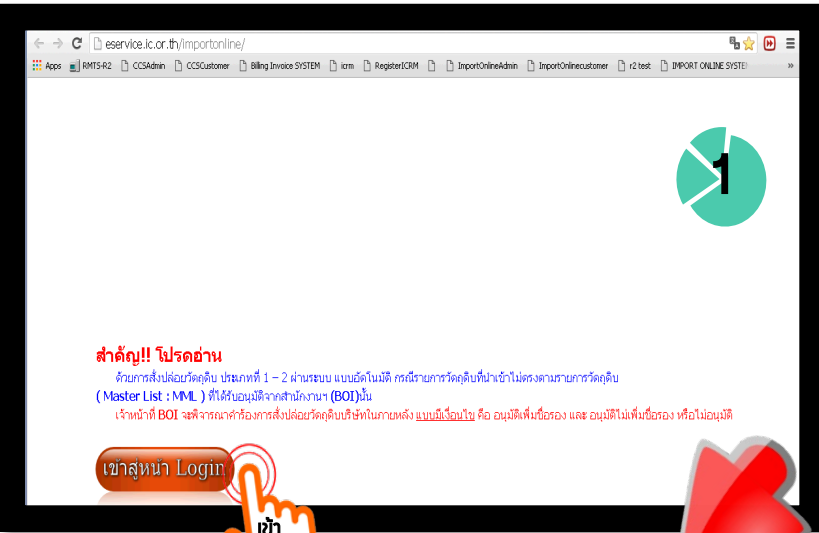 eservice.ic.or.th/importonline/
Apps RMTS-R2 CCSAdmin CCSCustomer Billing Invoice SYSTEM icrm RegisterICRM ImportOnlineAdmin ImportOnlinecustomer r2 test IMPORT ONLINE SYSTE »
1
สำคัญ!! โปรดอ่าน
ด้วยการสั่งปล่อยวัตถุดิบ ประเภทที่ 1 – 2 ผ่านระบบ แบบอัตโนมัติ กรณีรายการวัตถุดิบที่นำเข้าไม่ตรงตามรายการวัตถุดิบ
( Master List : MML ) ที่ได้รับอนุมัติจากสำนักงานฯ (BOI)นั้น
เจ้าหน้าที่ BOI จะพิจารณาคำร้องการสั่งปล่อยวัตถุดิบบริษัทในภายหลัง แบบมีเงื่อนไข คือ อนุมัติเพิ่มชื่อรอง และ อนุมัติไม่เพิ่มชื่อรอง หรือไม่อนุมัติ
เข้าสู่หน้า Login
เข้า